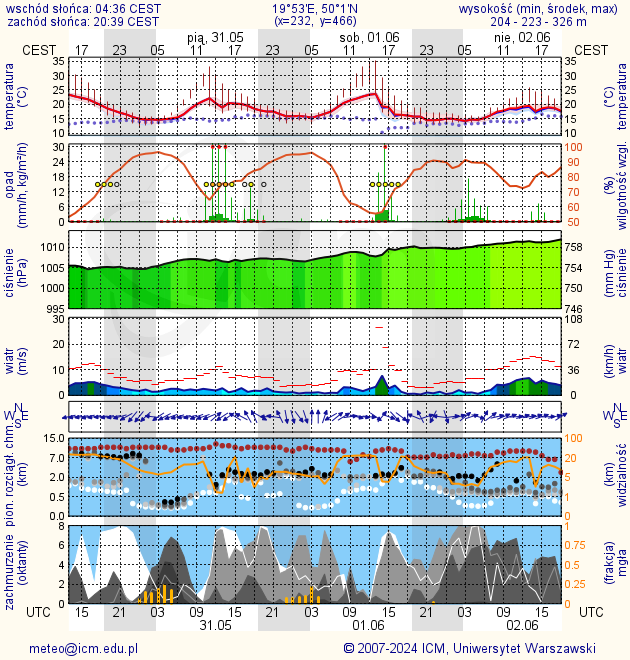 wschód słońca: 04:36 CEST 19°53'E, 50°1'N wysokość (min, środek, max)
zachód słońca: 20:39 CEST (x=232, y=466) 204 - 223 - 326 m
pią, 31.05 sob, 01.06 nie, 02.06
CEST 17 23 05 11 17 23 05 11 17 23 05 11 17 CEST
temperatura (°C)
35 30 25 20 15 10
35 30 25 20 15 10
temperatura (°C)
opad (mm/h, kg/m²/h)
30 24 18 12 6 0
100 90 80 70 60 50
(%) wilgotność wzgl.
ciśnienie (hPa)
1010 1005 1000 995
758 754 750 746
(mm Hg) ciśnienie
wiatr (m/s)
30 20 10 0
108 72 36 0
(km/h) wiatr
N W E S
N W E S
pion. rozciągł. chm. (km)
15.0 7.0 2.0 0.5 0.0
100 20 5 1 0
(km) widzialność
zachmurzenie (oktanty)
8 6 4 2 0
1 0.75 0.5 0.25 0
(frakcja) mgła
UTC 15 21 03 09 15 21 03 09 15 21 03 09 15 UTC
31.05 01.06 02.06
meteo@icm.edu.pl © 2007-2024 ICM, Uniwersytet Warszawski